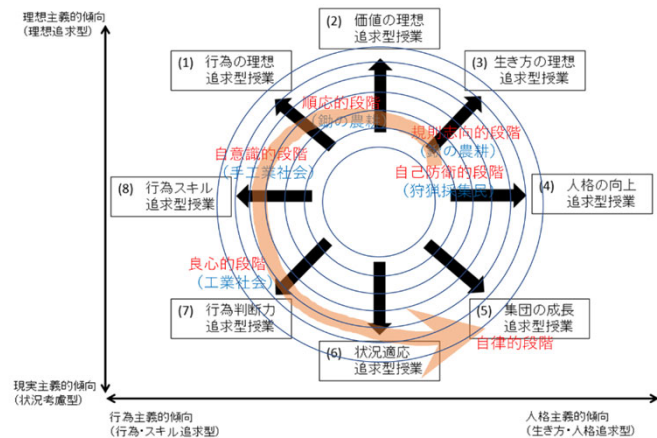 理想主義的傾向
(理想追求型)
(2) 価値の理想
追求型授業
(1) 行為の理想
追求型授業
(3) 生き方の理想
追求型授業
順応的段階
(鋤の農耕)
規則志向的段階
の農耕)
自意識的段階
(手工業社会)
自己防衛的段階
(狩猟採集民)
(8) 行為スキル
追求型授業
(4) 人格の向上
追求型授業
良心的段階
(工業社会)
(7) 行為判断力
追求型授業
(5) 集団の成長
追求型授業
自律的段階
(6) 状況適応
追求型授業
現実主義的傾向
(状況考慮型)
行為主義的傾向
(行為・スキル追求型)
人格主義的傾向
(生き方・人格追求型)